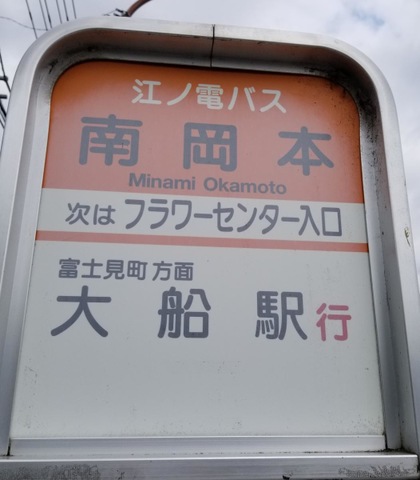 江ノ電バス
南岡本
Minami Okamoto
次は フラワーセンター入口
富士見町 方面
大船駅行